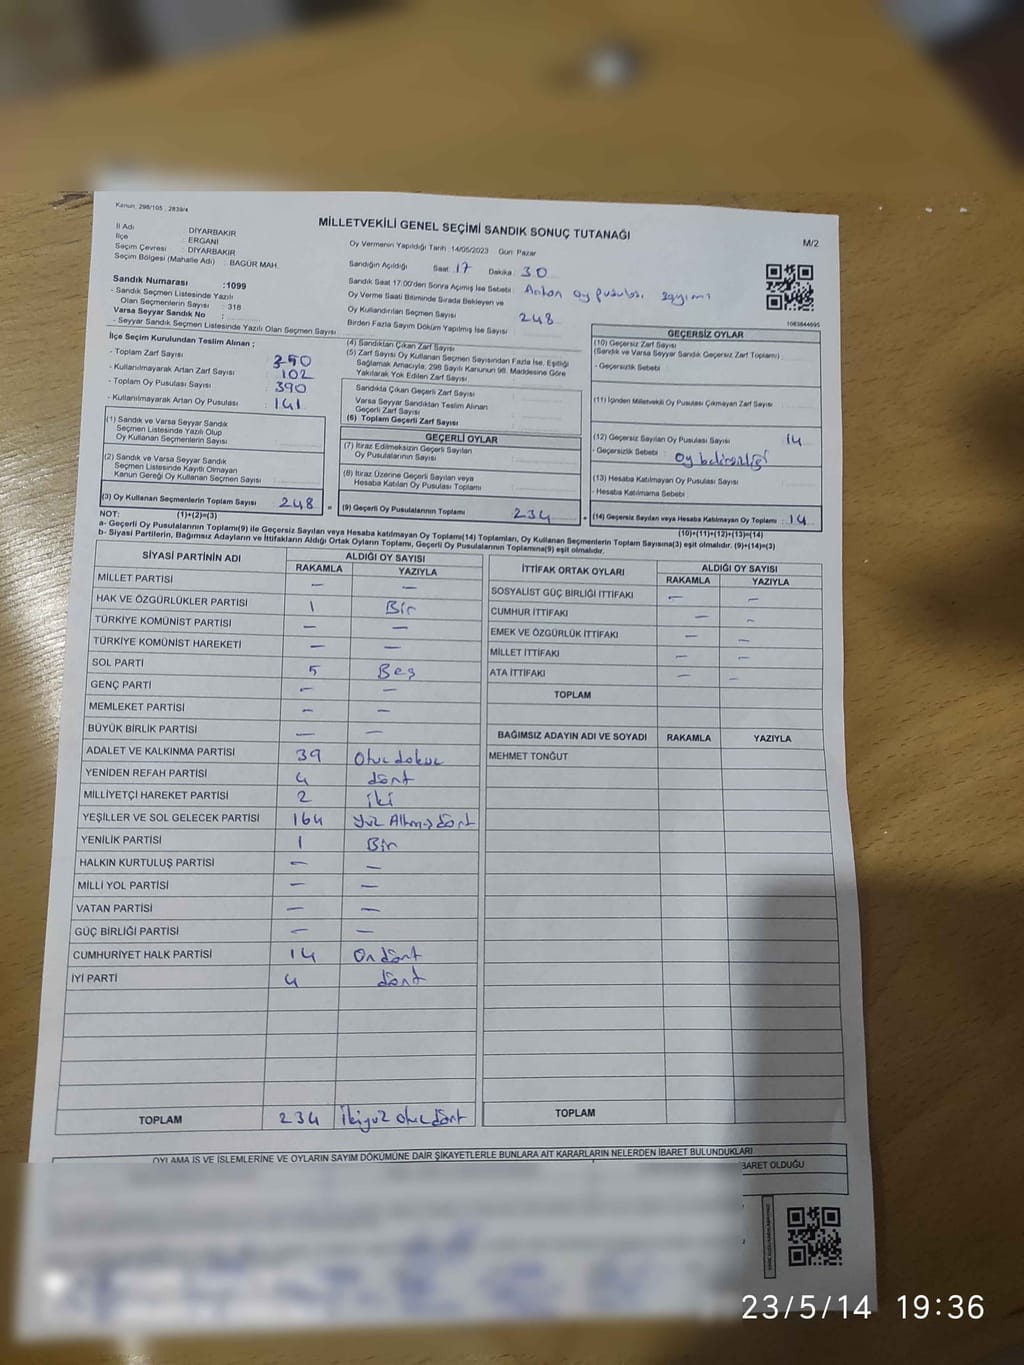 Kanun, 298/105 , 2839/4
MİLLETVEKİLİ GENEL SEÇİMİ SANDIK SONUÇ TUTANAĞI
M/2
İl Adı : DİYARBAKIR
İlçe : ERGANİ
Seçim Çevresi : DİYARBAKIR
Seçim Bölgesi (Mahalle Adı) : BAGÜR MAH.
Oy Vermenin Yapıldığı Tarih :14/05/2023 Gün: Pazar
Sandığın Açıldığı Saat: 17 Dakika: 30
Sandık Saat 17:00'den Sonra Açılmış İse Sebebi : Artan oy pusulası sayımı
Oy Verme Saati Bitiminde Sırada Bekleyen ve
Oy Kullandırılan Seçmen Sayısı : 248
Birden Fazla Sayım Döküm Yapılmış İse Sayısı :
1083844695
Sandık Numarası :1099
- Sandık Seçmen Listesinde Yazılı
Olan Seçmenlerin Sayısı : 318
Varsa Seyyar Sandık No :
- Seyyar Sandık Seçmen Listesinde Yazılı Olan Seçmen Sayısı
İlçe Seçim Kurulundan Teslim Alınan ;
- Toplam Zarf Sayısı : 350
- Kullanılmayarak Artan Zarf Sayısı : 102
- Toplam Oy Pusulası Sayısı : 390
- Kullanılmayarak Artan Oy Pusulası : 141
(1) Sandık ve Varsa Seyyar Sandık
Seçmen Listesinde Yazılı Olup
Oy Kullanan Seçmenlerin Sayısı
(2) Sandık ve Varsa Seyyar Sandık
Seçmen Listesinde Kayıtlı Olmayan
Kanun Gereği Oy Kullanan Seçmen Sayısı
(3) Oy Kullanan Seçmenlerin Toplam Sayısı : 248 =
(4) Sandıktan Çıkan Zarf Sayısı
(5) Zarf Sayısı Oy Kullanan Seçmen Sayısından Fazla İse, Eşitliği
Sağlamak Amacıyla; 298 Sayılı Kanunun 98. Maddesine Göre
Yakılarak Yok Edilen Zarf Sayısı
Sandıkta Çıkan Geçerli Zarf Sayısı
Varsa Seyyar Sandıktan Teslim Alınan
Geçerli Zarf Sayısı
(6) Toplam Geçerli Zarf Sayısı
GEÇERLİ OYLAR
(7) İtiraz Edilmeksizin Geçerli Sayılan
Oy Pusulalarının Sayısı
(8) İtiraz Üzerine Geçerli Sayılan veya
Hesaba Katılan Oy Pusulası Toplamı
(9) Geçerli Oy Pusulalarının Toplamı : 234 +
GEÇERSİZ OYLAR
(10) Geçersiz Zarf Sayısı
(Sandık ve Varsa Seyyar Sandık Geçersiz Zarf Toplamı)
- Geçersizlik Sebebi :
(11) İçinden Milletvekili Oy Pusulası Çıkmayan Zarf Sayısı
(12) Geçersiz Sayılan Oy Pusulası Sayısı 14
- Geçersizlik Sebebi : Oy belirsizliği
(13) Hesaba Katılmayan Oy Pusulası Sayısı
- Hesaba Katılmama Sebebi :
(14) Geçersiz Sayılan veya Hesaba Katılmayan Oy Toplamı : 14
NOT: (1)+(2)=(3) (10)+(11)+(12)+(13)=(14)
a- Geçerli Oy Pusulalarının Toplamı(9) ile Geçersiz Sayılan veya Hesaba Katılmayan Oy Toplamı(14) Toplamları, Oy Kullanan Seçmenlerin Toplam Sayısına(3) eşit olmalıdır. (9)+(14)=(3)
b- Siyasi Partilerin, Bağımsız Adayların ve İttifakların Aldığı Ortak Oyların Toplamı, Geçerli Oy Pusulalarının Toplamına(9) eşit olmalıdır.
SİYASİ PARTİNİN ADI ALDIĞI OY SAYISI
RAKAMLA YAZIYLA
MİLLET PARTİSİ — —
HAK VE ÖZGÜRLÜKLER PARTİSİ 1 Bir
TÜRKİYE KOMÜNİST PARTİSİ — —
TÜRKİYE KOMÜNİST HAREKETİ — —
SOL PARTİ 5 Beş
GENÇ PARTİ — —
MEMLEKET PARTİSİ — —
BÜYÜK BİRLİK PARTİSİ — —
ADALET VE KALKINMA PARTİSİ 39 Otuz dokuz
YENİDEN REFAH PARTİSİ 4 dört
MİLLİYETÇİ HAREKET PARTİSİ 2 iki
YEŞİLLER VE SOL GELECEK PARTİSİ 164 Yüz Altmış dört
YENİLİK PARTİSİ 1 Bir
HALKIN KURTULUŞ PARTİSİ — —
MİLLİ YOL PARTİSİ — —
VATAN PARTİSİ — —
GÜÇ BİRLİĞİ PARTİSİ — —
CUMHURİYET HALK PARTİSİ 14 On dört
İYİ PARTİ 4 dört
TOPLAM 234 İkiyüz otuz dört
İTTİFAK ORTAK OYLARI ALDIĞI OY SAYISI
RAKAMLA YAZIYLA
SOSYALİST GÜÇ BİRLİĞİ İTTİFAKI — —
CUMHUR İTTİFAKI — —
EMEK VE ÖZGÜRLÜK İTTİFAKI — —
MİLLET İTTİFAKI — —
ATA İTTİFAKI — —
TOPLAM
BAĞIMSIZ ADAYIN ADI VE SOYADI RAKAMLA YAZIYLA
MEHMET TONĞUT
TOPLAM
OYLAMA İŞ VE İŞLEMLERİNE VE OYLARIN SAYIM DÖKÜMÜNE DAİR ŞİKAYETLERLE BUNLARA AİT KARARLARIN NELERDEN İBARET BULUNDUKLARI
BARET OLDUĞU
23/5/14 19:36